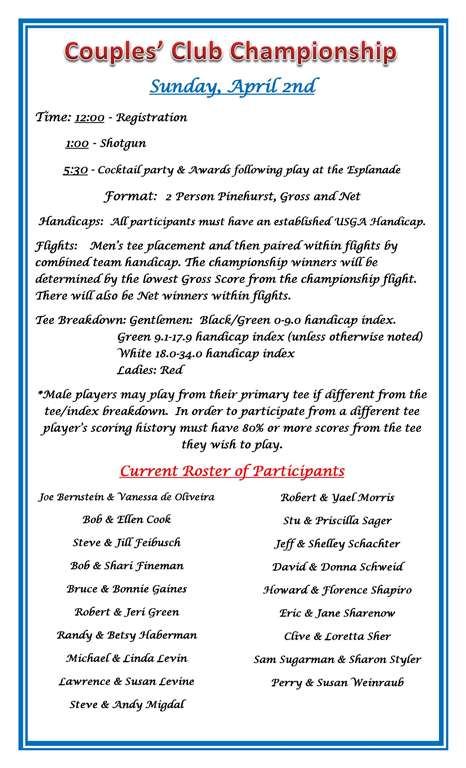 Couples' Club Championship
Sunday, April 2nd
Time: 12:00 - Registration
1:00 - Shotgun
5:30 - Cocktail party & Awards following play at the Esplanade
Format: 2 Person Pinehurst, Gross and Net
Handicaps: All participants must have an established USGA Handicap.
Flights: Men's tee placement and then paired within flights by
combined team handicap. The championship winners will be
determined by the lowest Gross Score from the championship flight.
There will also be Net winners within flights.
Tee Breakdown: Gentlemen: Black/Green 0-9.0 handicap index.
Green 9.1-17.9 handicap index (unless otherwise noted)
White 18.0-34.0 handicap index
Ladies: Red
*Male players may play from their primary tee if different from the
tee/index breakdown. In order to participate from a different tee
player's scoring history must have 80% or more scores from the tee
they wish to play.
Current Roster of Participants
Joe Bernstein & Vanessa de Oliveira
Bob & Ellen Cook
Steve & Jill Feibusch
Bob & Shari Fineman
Bruce & Bonnie Gaines
Robert & Jeri Green
Randy & Betsy Haberman
Michael & Linda Levin
Lawrence & Susan Levine
Steve & Andy Migdal
Robert & Yael Morris
Stu & Priscilla Sager
Jeff & Shelley Schachter
David & Donna Schweid
Howard & Florence Shapiro
Eric & Jane Sharenow
Clive & Loretta Sher
Sam Sugarman & Sharon Styler
Perry & Susan Weinraub